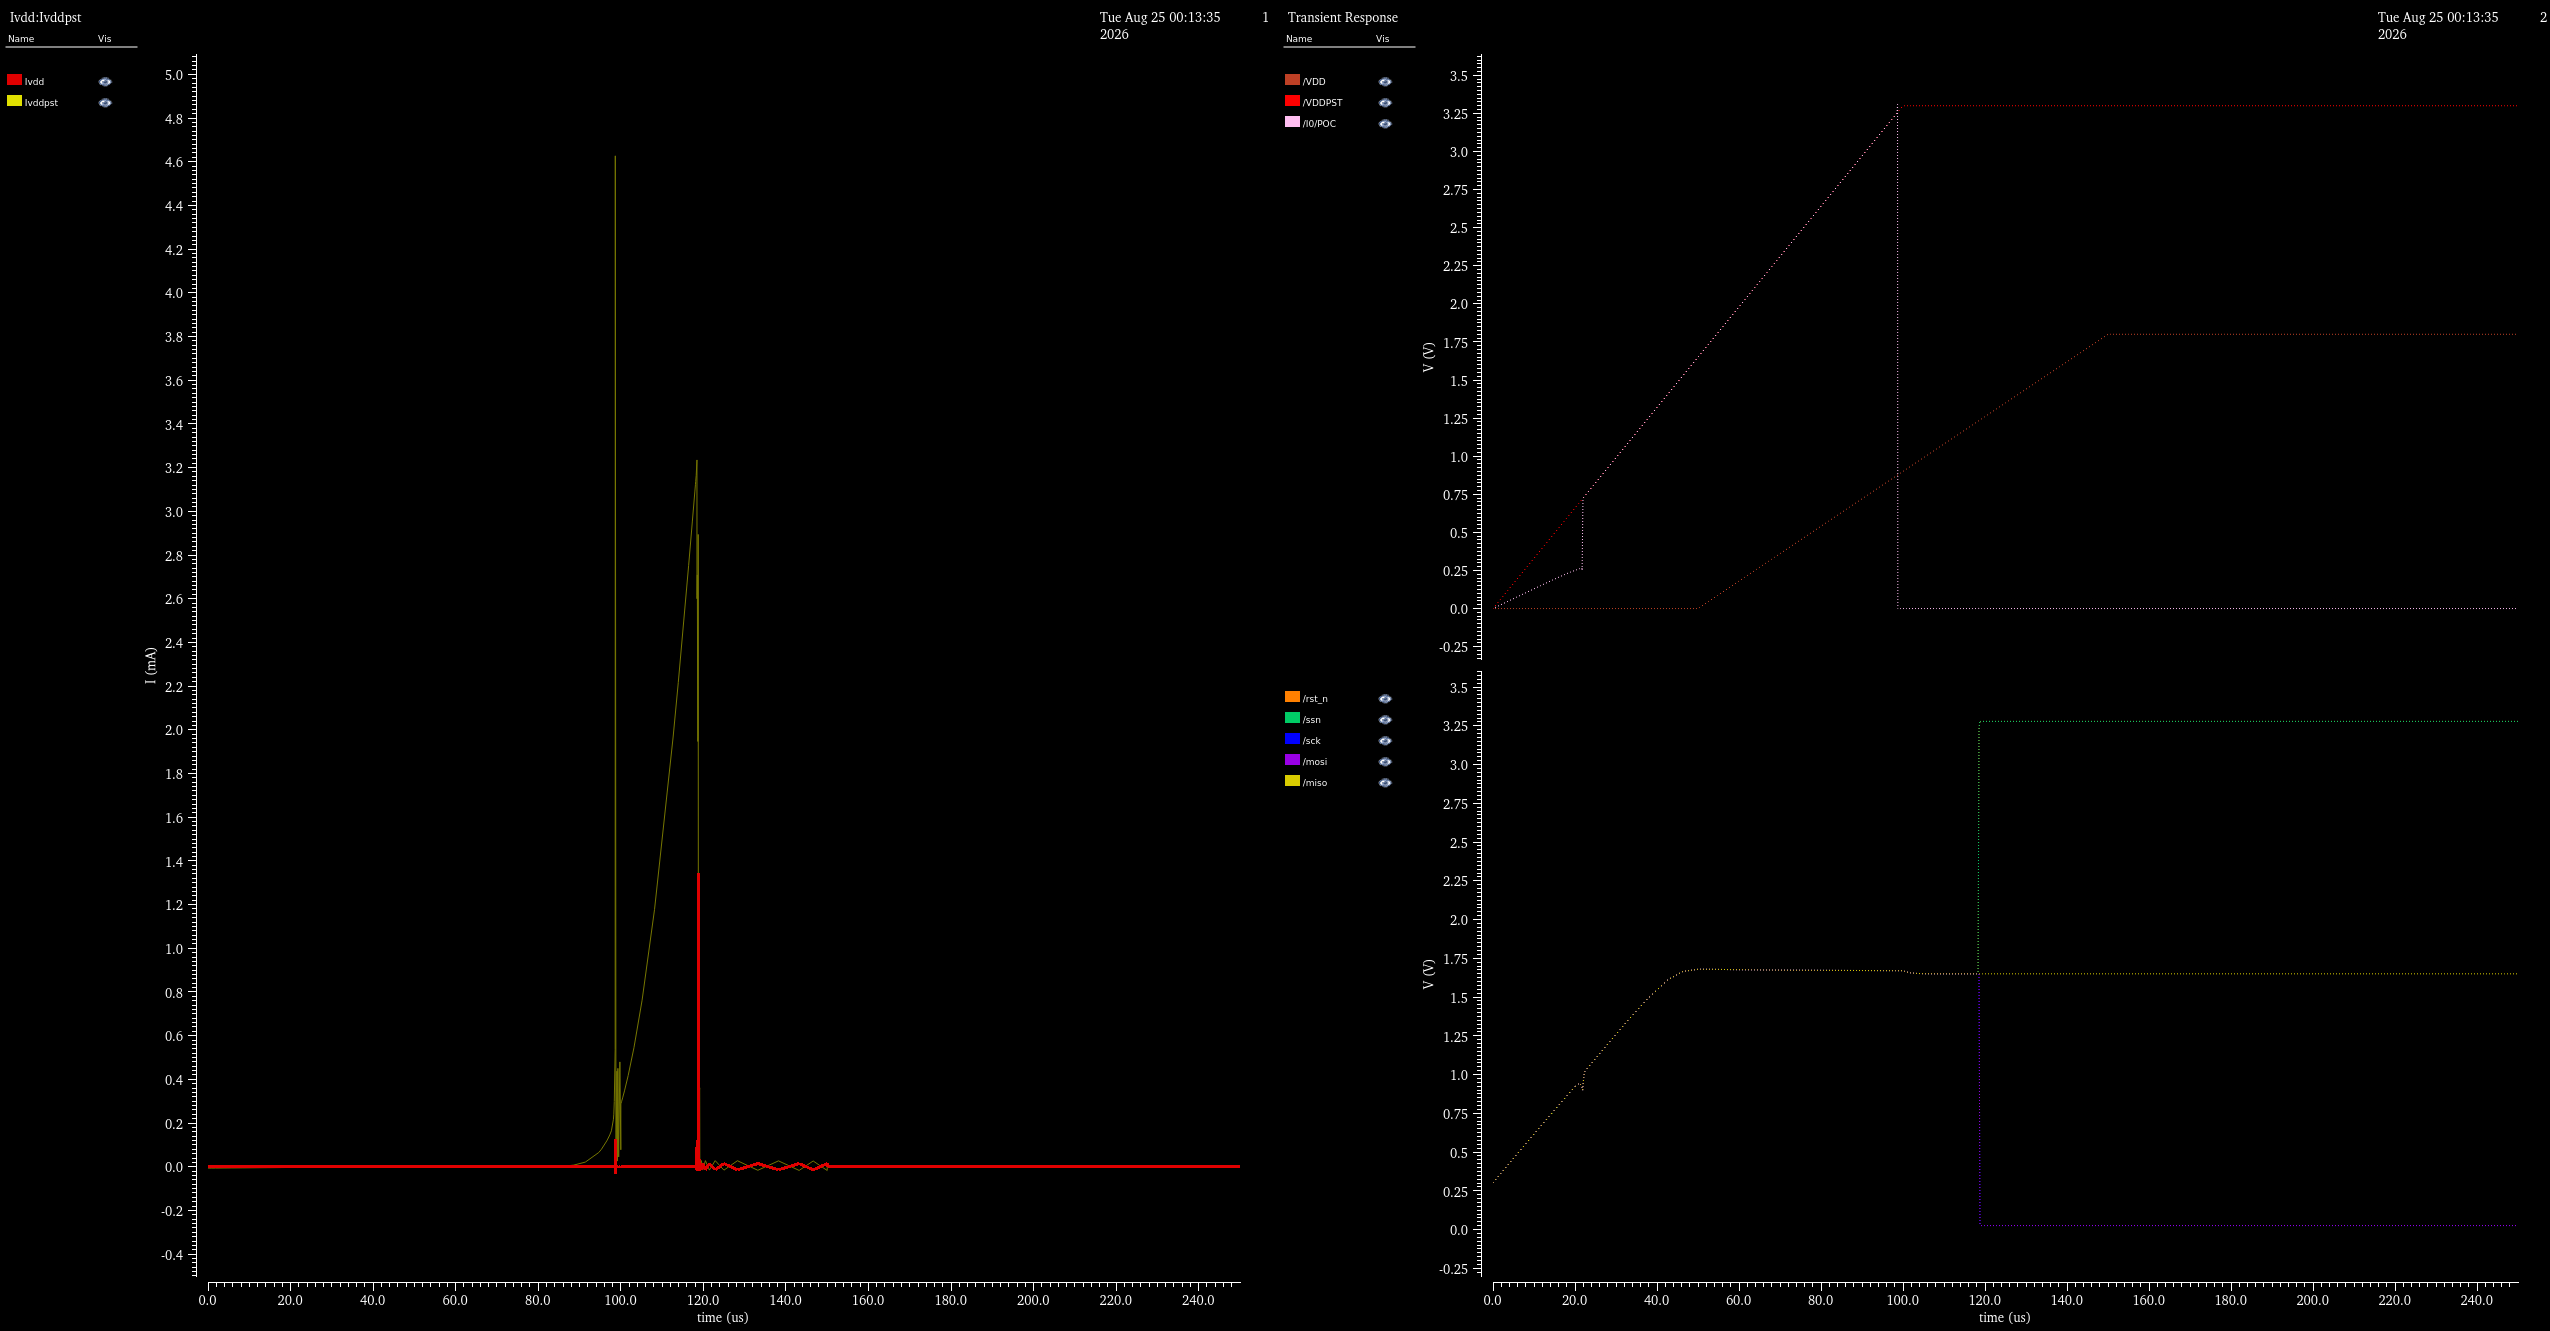 Ivdd:Ivddpst
Tue Aug 25 00:13:35
2026
1
Name Vis
Ivdd
Ivddpst
5.0
4.8
4.6
4.4
4.2
4.0
3.8
3.6
3.4
3.2
3.0
2.8
2.6
2.4
2.2
2.0
1.8
1.6
1.4
1.2
1.0
0.8
0.6
0.4
0.2
0.0
-0.2
-0.4
I (mA)
0.0 20.0 40.0 60.0 80.0 100.0 120.0 140.0 160.0 180.0 200.0 220.0 240.0
time (us)
Transient Response
Tue Aug 25 00:13:35
2026
2
Name Vis
/VDD
/VDDPST
/I0/POC
3.5
3.25
3.0
2.75
2.5
2.25
2.0
1.75
1.5
1.25
1.0
0.75
0.5
0.25
0.0
-0.25
V (V)
/rst_n
/ssn
/sck
/mosi
/miso
3.5
3.25
3.0
2.75
2.5
2.25
2.0
1.75
1.5
1.25
1.0
0.75
0.5
0.25
0.0
-0.25
V (V)
0.0 20.0 40.0 60.0 80.0 100.0 120.0 140.0 160.0 180.0 200.0 220.0 240.0
time (us)